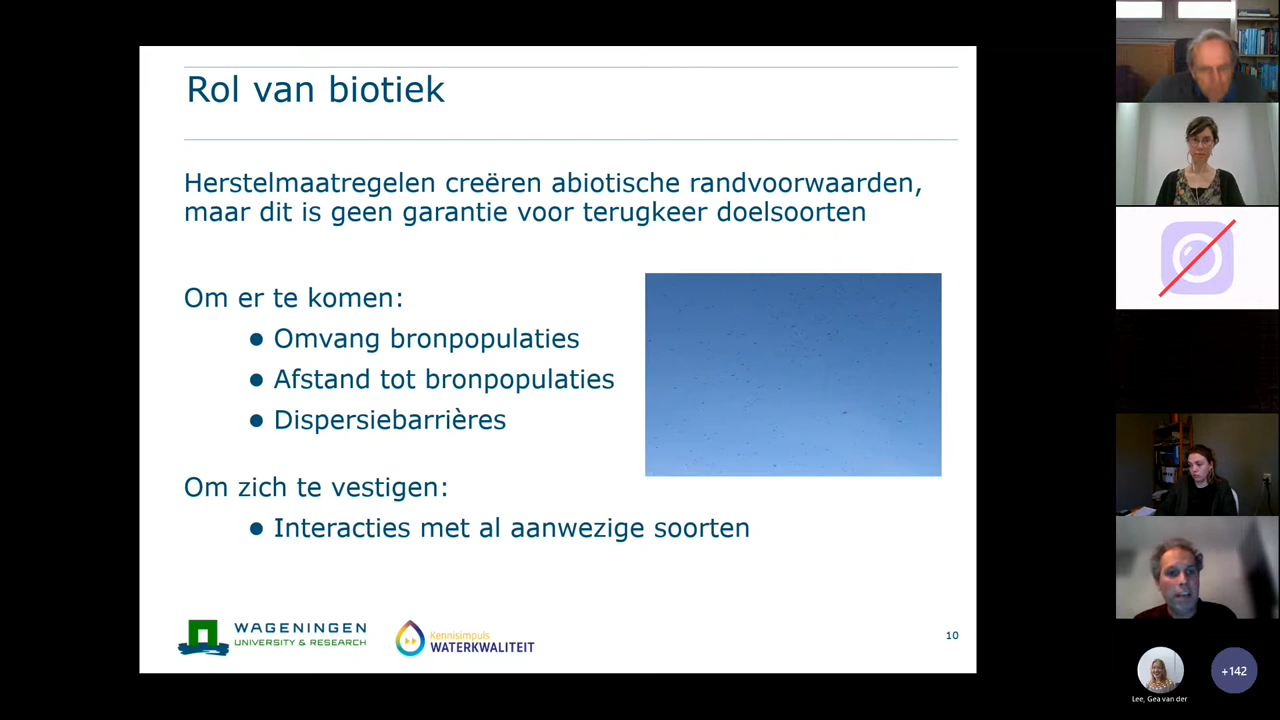 Rol van biotiek
Herstelmaatregelen creëren abiotische randvoorwaarden,
maar dit is geen garantie voor terugkeer doelsoorten
Om er te komen:
● Omvang bronpopulaties
● Afstand tot bronpopulaties
● Dispersiebarrières
Om zich te vestigen:
● Interacties met al aanwezige soorten
WAGENINGEN
UNIVERSITY & RESEARCH
Kennisimpuls
WATERKWALITEIT
10
Lee, Gea van der
+142